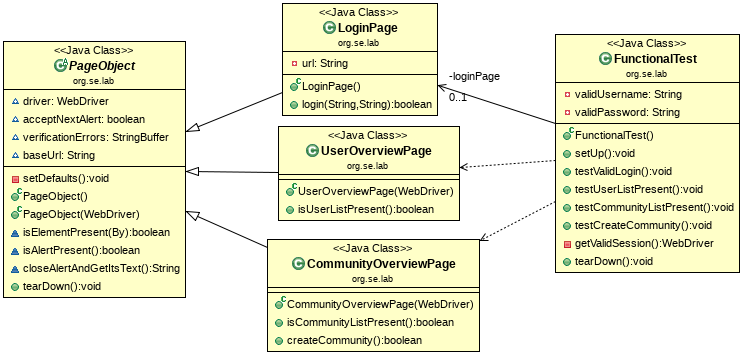 <<Java Class>>
PageObject
org.se.lab
driver: WebDriver
acceptNextAlert: boolean
verificationErrors: StringBuffer
baseUrl: String
setDefaults():void
PageObject()
PageObject(WebDriver)
isElementPresent(By):boolean
isAlertPresent():boolean
closeAlertAndGetItsText():String
tearDown():void
<<Java Class>>
LoginPage
org.se.lab
url: String
LoginPage()
login(String,String):boolean
<<Java Class>>
UserOverviewPage
org.se.lab
UserOverviewPage(WebDriver)
isUserListPresent():boolean
<<Java Class>>
CommunityOverviewPage
org.se.lab
CommunityOverviewPage(WebDriver)
isCommunityListPresent():boolean
createCommunity():boolean
-loginPage
0..1
<<Java Class>>
FunctionalTest
org.se.lab
validUsername: String
validPassword: String
FunctionalTest()
setUp():void
testValidLogin():void
testUserListPresent():void
testCommunityListPresent():void
testCreateCommunity():void
getValidSession():WebDriver
tearDown():void